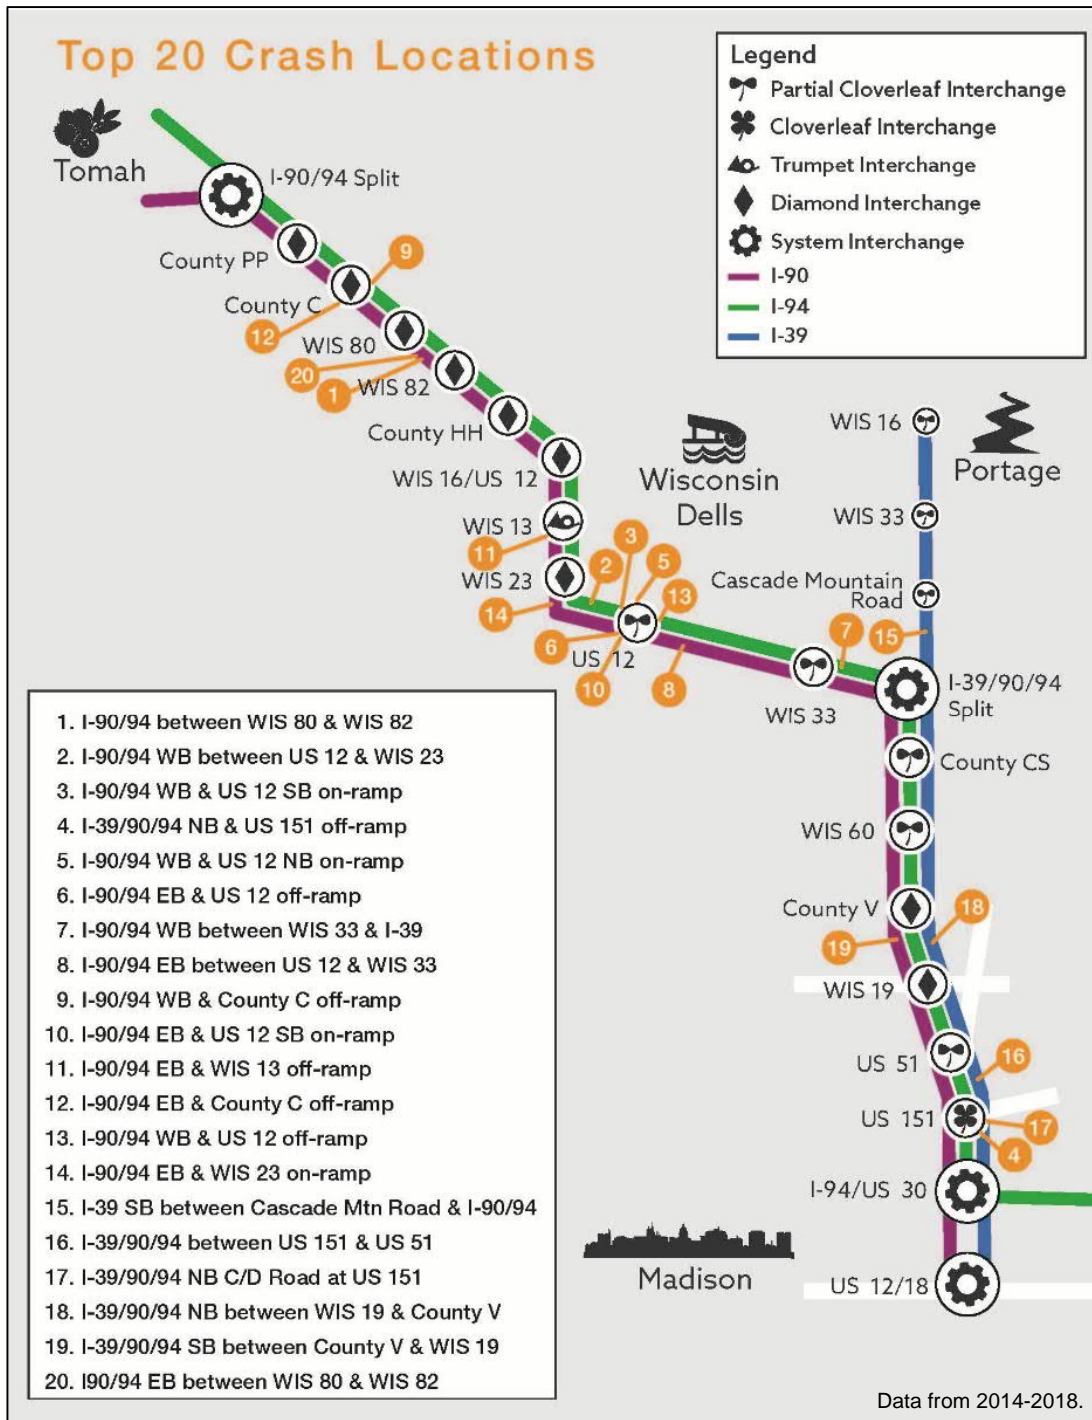 Top 20 Crash Locations
Legend
Partial Cloverleaf Interchange
Cloverleaf Interchange
Trumpet Interchange
Diamond Interchange
System Interchange
I-90
I-94
I-39
Tomah
I-90/94 Split
County PP
9
County C
12
WIS 80
20
1
WIS 82
County HH
WIS 16/US 12
WIS 13
11
WIS 23
14
Wisconsin
Dells
3
2
5
13
6
US 12
10
8
7
WIS 33
WIS 16
Portage
WIS 33
Cascade Mountain
Road
15
I-39/90/94
Split
County CS
WIS 60
County V
18
19
WIS 19
US 51
16
US 151
17
4
I-94/US 30
Madison
US 12/18
1. I-90/94 between WIS 80 & WIS 82
2. I-90/94 WB between US 12 & WIS 23
3. I-90/94 WB & US 12 SB on-ramp
4. I-39/90/94 NB & US 151 off-ramp
5. I-90/94 WB & US 12 NB on-ramp
6. I-90/94 EB & US 12 off-ramp
7. I-90/94 WB between WIS 33 & I-39
8. I-90/94 EB between US 12 & WIS 33
9. I-90/94 WB & County C off-ramp
10. I-90/94 EB & US 12 SB on-ramp
11. I-90/94 EB & WIS 13 off-ramp
12. I-90/94 EB & County C off-ramp
13. I-90/94 WB & US 12 off-ramp
14. I-90/94 EB & WIS 23 on-ramp
15. I-39 SB between Cascade Mtn Road & I-90/94
16. I-39/90/94 between US 151 & US 51
17. I-39/90/94 NB C/D Road at US 151
18. I-39/90/94 NB between WIS 19 & County V
19. I-39/90/94 SB between County V & WIS 19
20. I90/94 EB between WIS 80 & WIS 82
Data from 2014-2018.